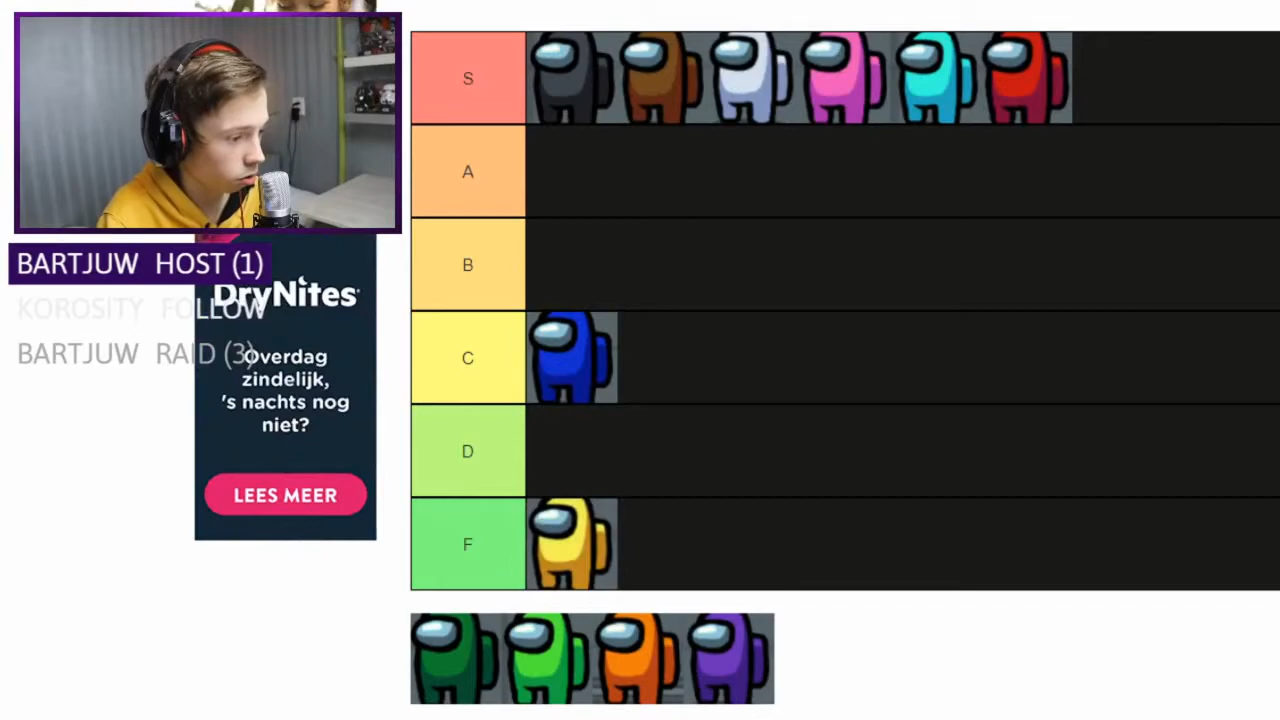 BARTJUW HOST (1)
KOROSITY FOLLOW
BARTJUW RAID (3)
DryNites
Overdag
zindelijk,
's nachts nog
niet?
LEES MEER
S
A
B
C
D
F